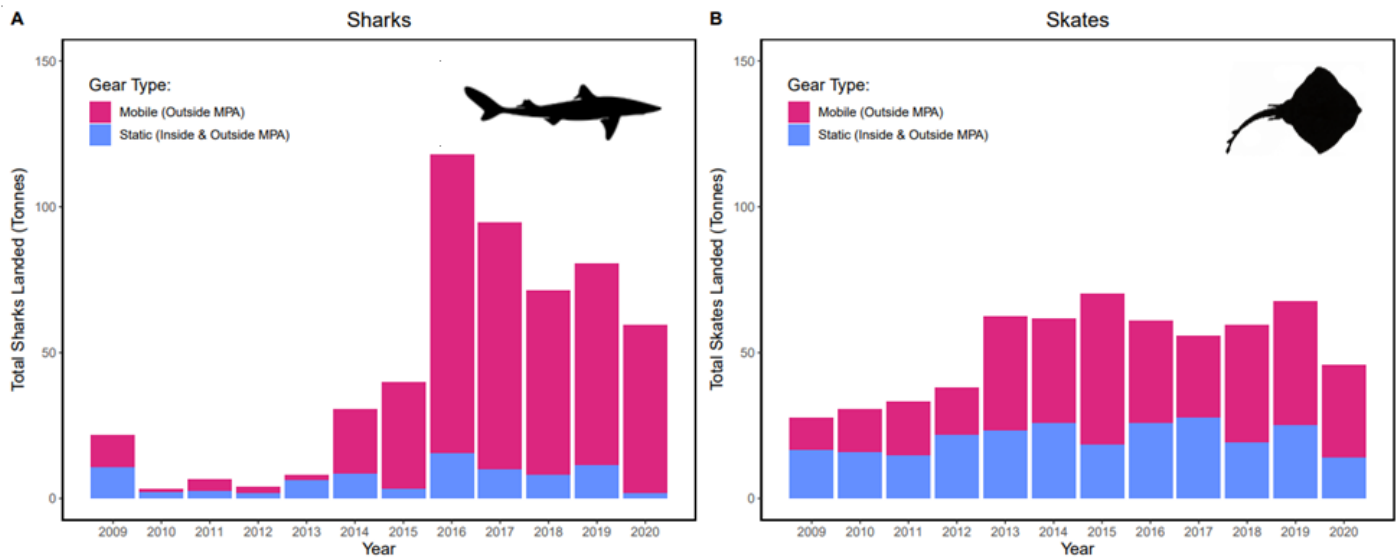 A
Sharks
Total Sharks Landed (Tonnes)
150
100
50
0
Gear Type:
Mobile (Outside MPA)
Static (Inside & Outside MPA)
2009 2010 2011 2012 2013 2014 2015 2016 2017 2018 2019 2020
Year
B
Skates
Total Skates Landed (Tonnes)
150
100
50
0
Gear Type:
Mobile (Outside MPA)
Static (Inside & Outside MPA)
2009 2010 2011 2012 2013 2014 2015 2016 2017 2018 2019 2020
Year